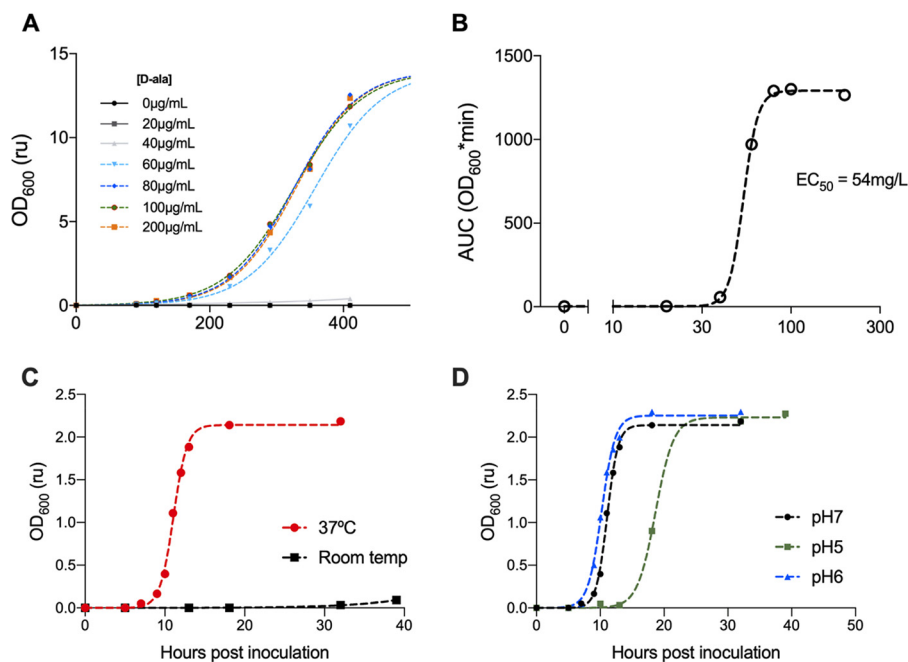 A
15
10
5
0
OD600 (ru)
[D-ala]
0µg/mL
20µg/mL
40µg/mL
60µg/mL
80µg/mL
100µg/mL
200µg/mL
0
200
400
B
1500
1000
500
0
AUC (OD600*min)
EC50 = 54mg/L
0
10
30
100
300
C
2.5
2.0
1.5
1.0
0.5
0.0
OD600 (ru)
37ºC
Room temp
0
10
20
30
40
Hours post inoculation
D
2.5
2.0
1.5
1.0
0.5
0.0
OD600 (ru)
pH7
pH5
pH6
0
10
20
30
40
50
Hours post inoculation